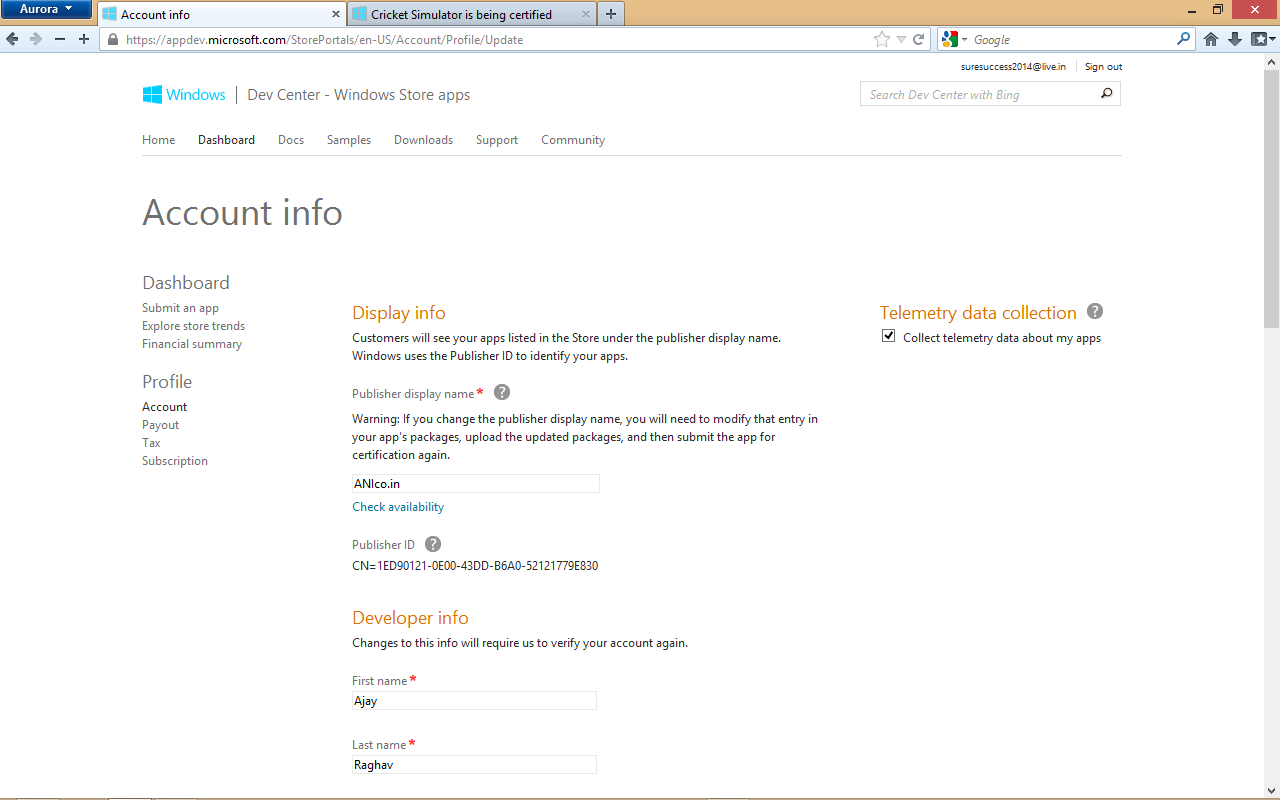 Aurora
Account info
Cricket Simulator is being certified
https://appdev.microsoft.com/StorePortals/en-US/Account/Profile/Update
Google
suresuccess2014@live.in
Sign out
Windows
Dev Center - Windows Store apps
Search Dev Center with Bing
Home
Dashboard
Docs
Samples
Downloads
Support
Community
Account info
Dashboard
Submit an app
Explore store trends
Financial summary
Profile
Account
Payout
Tax
Subscription
Display info
Customers will see your apps listed in the Store under the publisher display name.
Windows uses the Publisher ID to identify your apps.
Publisher display name * ?
Warning: If you change the publisher display name, you will need to modify that entry in
your app's packages, upload the updated packages, and then submit the app for
certification again.
ANIco.in
Check availability
Publisher ID ?
CN=1ED90121-0E00-43DD-B6A0-52121779E830
Developer info
Changes to this info will require us to verify your account again.
First name *
Ajay
Last name *
Raghav
Telemetry data collection ?
Collect telemetry data about my apps